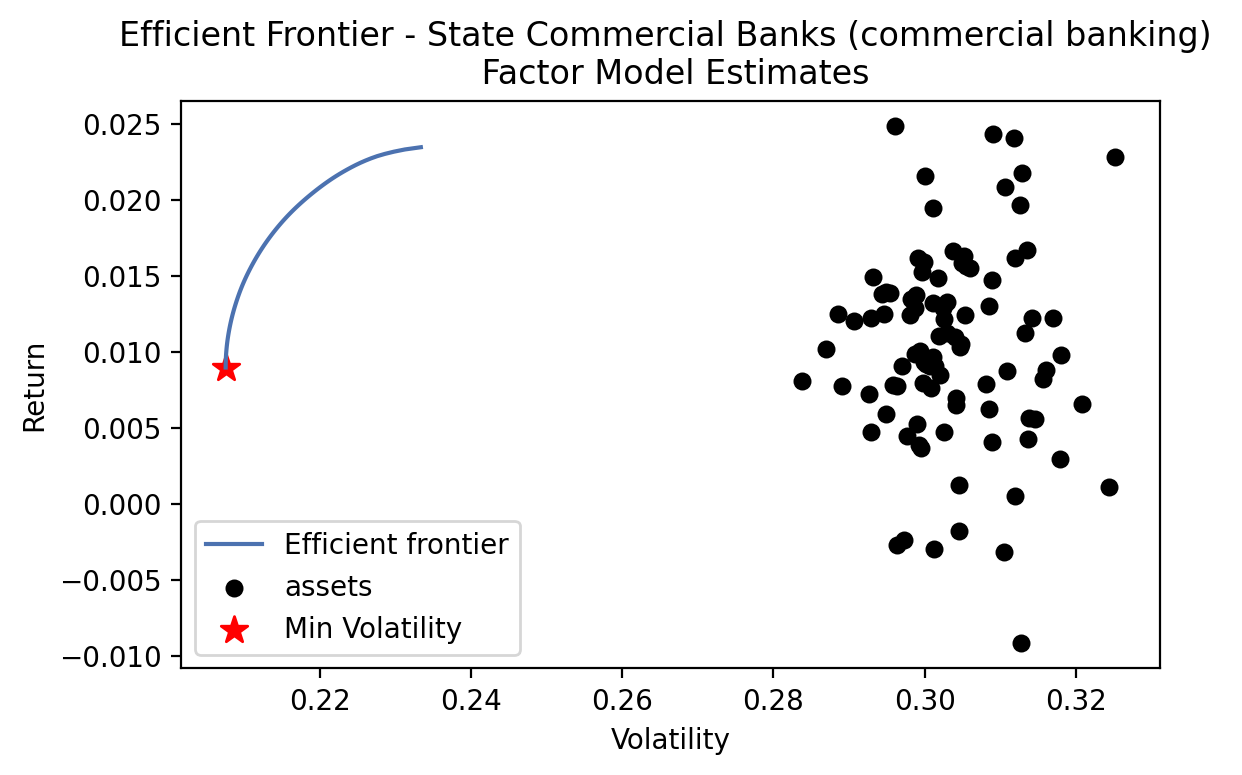 Efficient Frontier - State Commercial Banks (commercial banking)
Factor Model Estimates
0.025
0.020
0.015
0.010
0.005
0.000
−0.005
−0.010
Return
Efficient frontier
assets
Min Volatility
0.22 0.24 0.26 0.28 0.30 0.32
Volatility